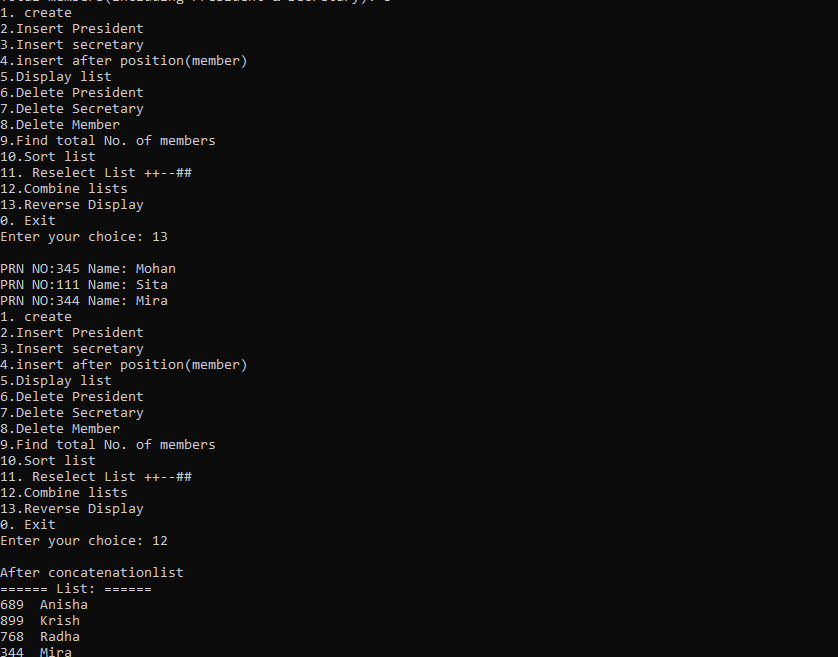 Total members(including President & Secretary):
1. create
2.Insert President
3.Insert secretary
4.insert after position(member)
5.Display list
6.Delete President
7.Delete Secretary
8.Delete Member
9.Find total No. of members
10.Sort list
11. Reselect List ++--##
12.Combine lists
13.Reverse Display
0. Exit
Enter your choice: 13
PRN NO:345 Name: Mohan
PRN NO:111 Name: Sita
PRN NO:344 Name: Mira
1. create
2.Insert President
3.Insert secretary
4.insert after position(member)
5.Display list
6.Delete President
7.Delete Secretary
8.Delete Member
9.Find total No. of members
10.Sort list
11. Reselect List ++--##
12.Combine lists
13.Reverse Display
0. Exit
Enter your choice: 12
After concatenationlist
====== List: ======
689  Anisha
899  Krish
768  Radha
344  Mira